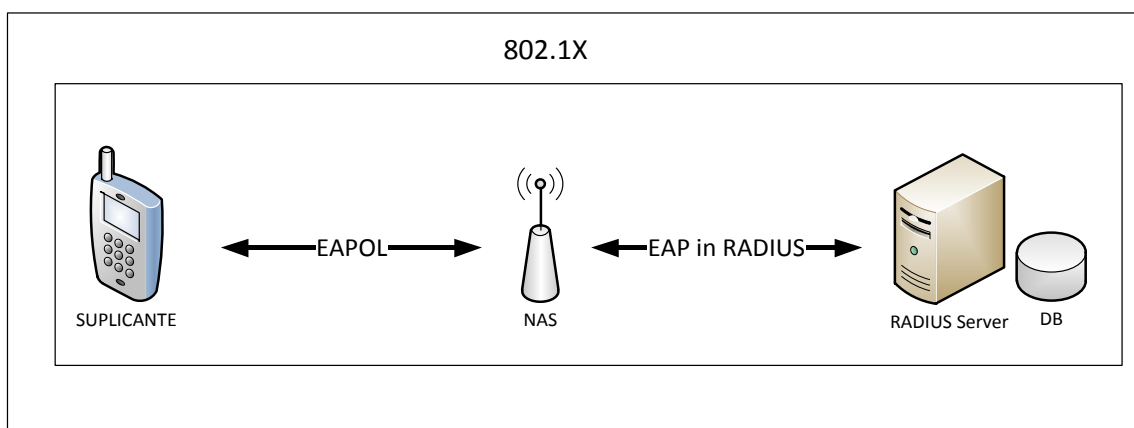 802.1X
EAPOL
EAP in RADIUS
SUPLICANTE
NAS
RADIUS Server
DB